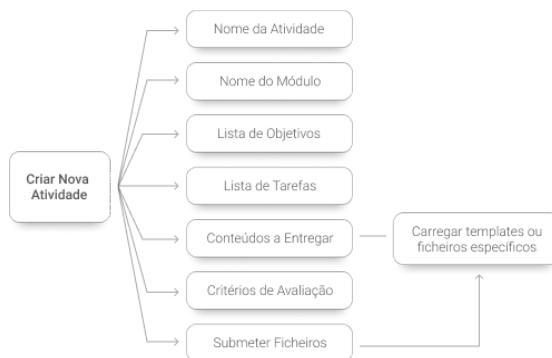 Nome da Atividade
Nome do Módulo
Lista de Objetivos
Criar Nova
Atividade
Lista de Tarefas
Conteúdos a Entregar
Carregar templates ou
ficheiros específicos
Critérios de Avaliação
Submeter Ficheiros